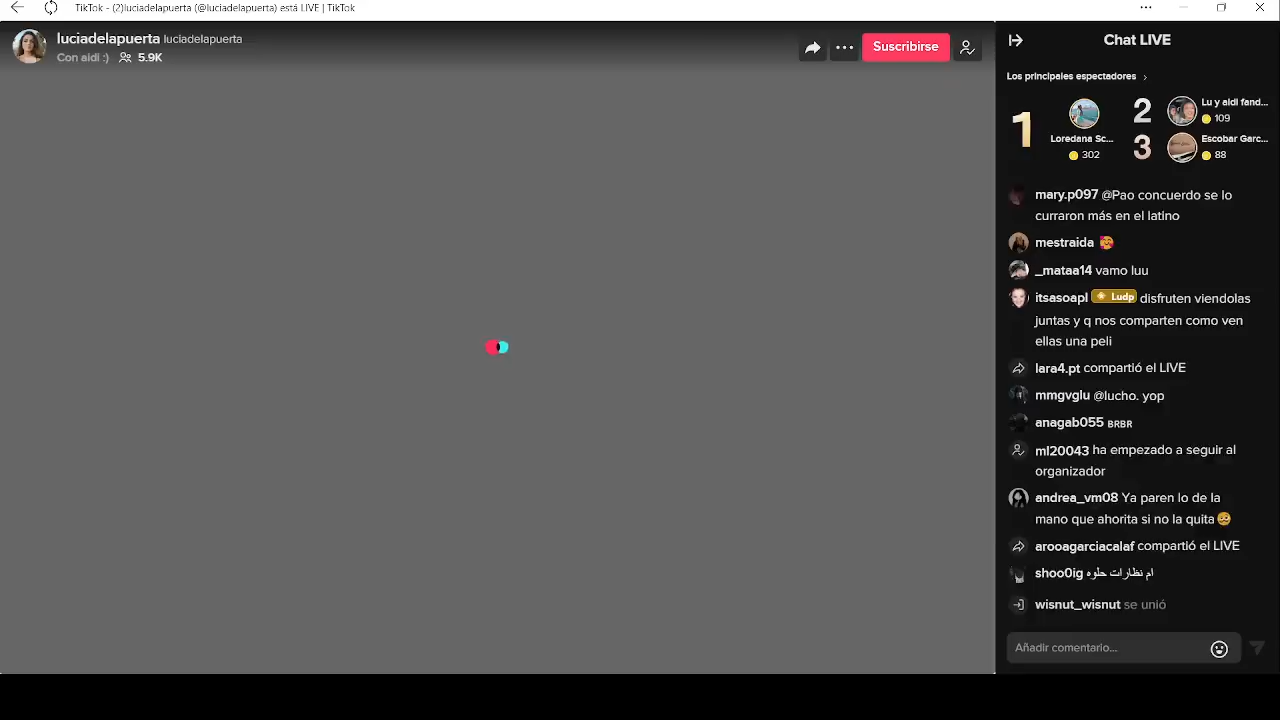 TikTok - (2)luciadelapuerta (@luciadelapuerta) está LIVE | TikTok
luciadelapuerta luciadelapuerta
Con aidi :) 5.9K
Suscribirse
Chat LIVE
Los principales espectadores
1
Loredana Sc...
302
2
Lu y aidi fand...
109
3
Escobar Garc...
88
mary.p097 @Pao concuerdo se lo
curraron más en el latino
mestraida 🥰
_mataa14 vamo luu
itsasoapl Ludp disfruten viendolas
juntas y q nos comparten como ven
ellas una peli
lara4.pt compartió el LIVE
mmgvglu @lucho. yop
anagab055 BRBR
ml20043 ha empezado a seguir al
organizador
andrea_vm08 Ya paren lo de la
mano que ahorita si no la quita🥺
arooagarciacalaf compartió el LIVE
shoo0ig ام نظارات حلوه
wisnut_wisnut se unió
Añadir comentario...